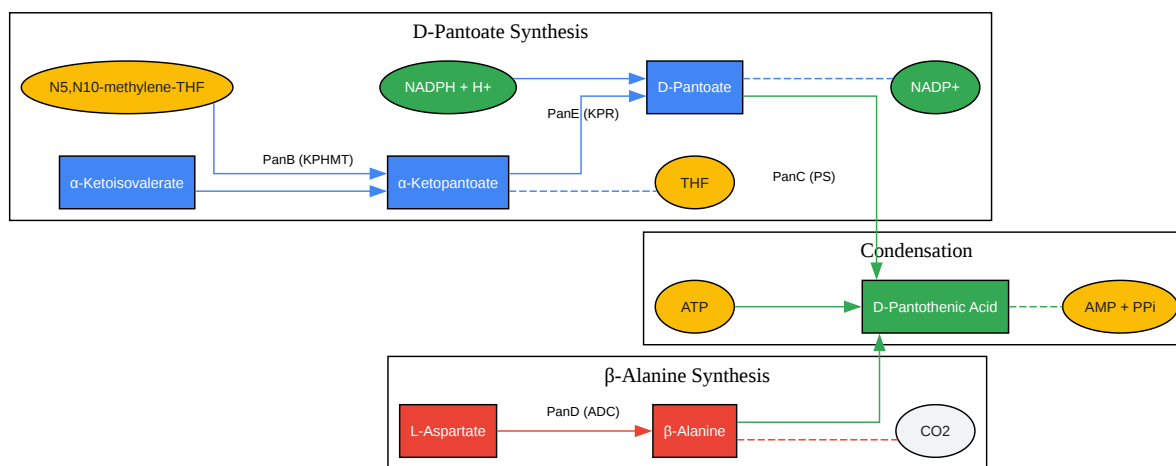 D-Pantoate Synthesis
N5,N10-methylene-THF
NADPH + H+
D-Pantoate
NADP+
PanE (KPR)
PanB (KPHMT)
α-Ketoisovalerate
α-Ketopantoate
THF
PanC (PS)
Condensation
ATP
D-Pantothenic Acid
AMP + PPi
β-Alanine Synthesis
PanD (ADC)
L-Aspartate
β-Alanine
CO2